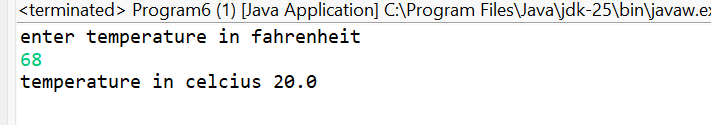 <terminated> Program6 (1) [Java Application] C:\Program Files\Java\jdk-25\bin\javaw.ex
enter temperature in fahrenheit
68
temperature in celcius 20.0